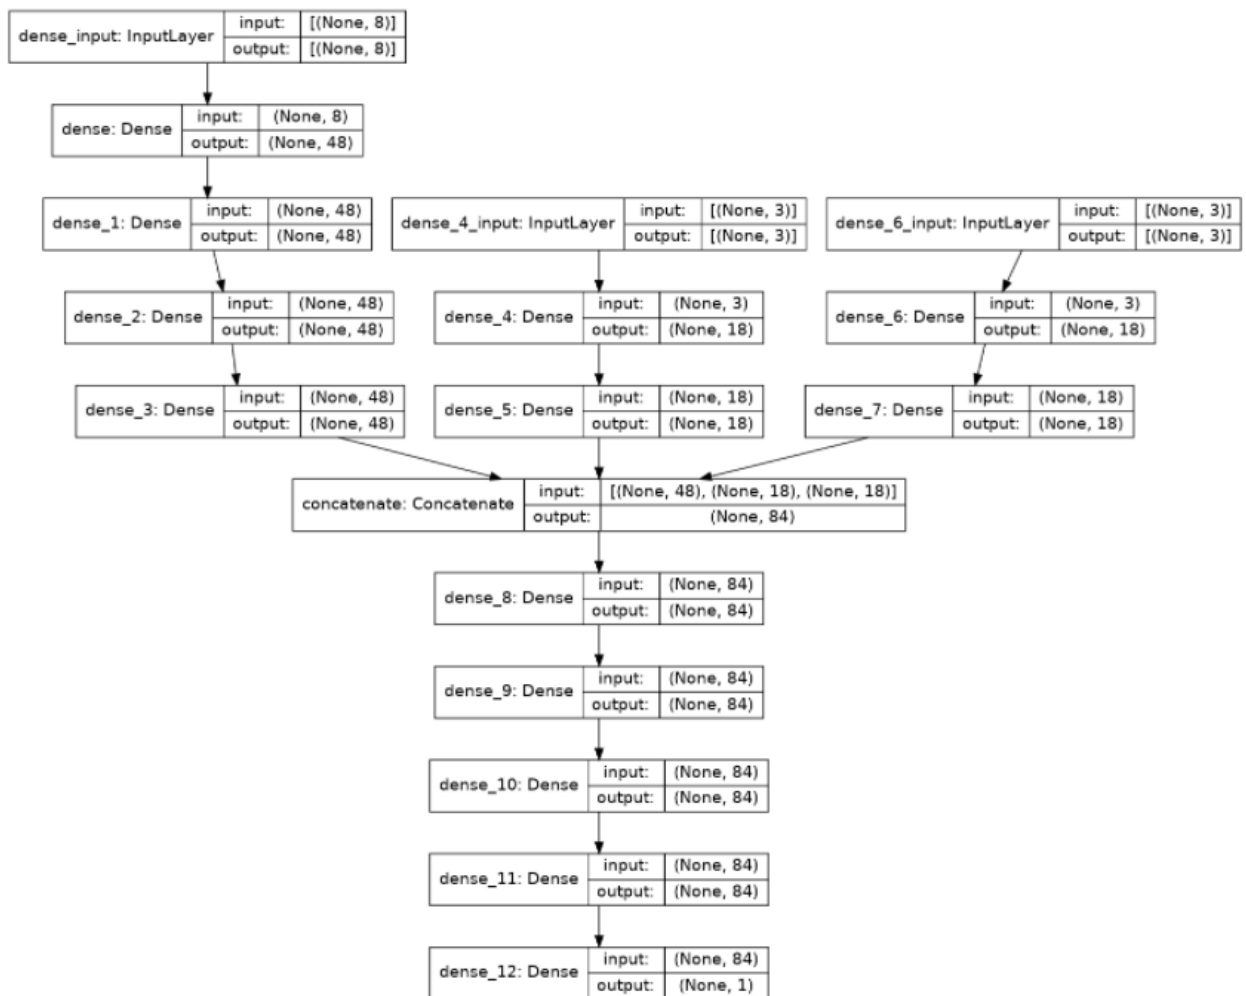 dense_input: InputLayer input: [(None, 8)]
output: [(None, 8)]
dense: Dense input: (None, 8)
output: (None, 48)
dense_1: Dense input: (None, 48)
output: (None, 48)
dense_4_input: InputLayer input: [(None, 3)]
output: [(None, 3)]
dense_6_input: InputLayer input: [(None, 3)]
output: [(None, 3)]
dense_2: Dense input: (None, 48)
output: (None, 48)
dense_4: Dense input: (None, 3)
output: (None, 18)
dense_6: Dense input: (None, 3)
output: (None, 18)
dense_3: Dense input: (None, 48)
output: (None, 48)
dense_5: Dense input: (None, 18)
output: (None, 18)
dense_7: Dense input: (None, 18)
output: (None, 18)
concatenate: Concatenate input: [(None, 48), (None, 18), (None, 18)]
output: (None, 84)
dense_8: Dense input: (None, 84)
output: (None, 84)
dense_9: Dense input: (None, 84)
output: (None, 84)
dense_10: Dense input: (None, 84)
output: (None, 84)
dense_11: Dense input: (None, 84)
output: (None, 84)
dense_12: Dense input: (None, 84)
output: (None, 1)